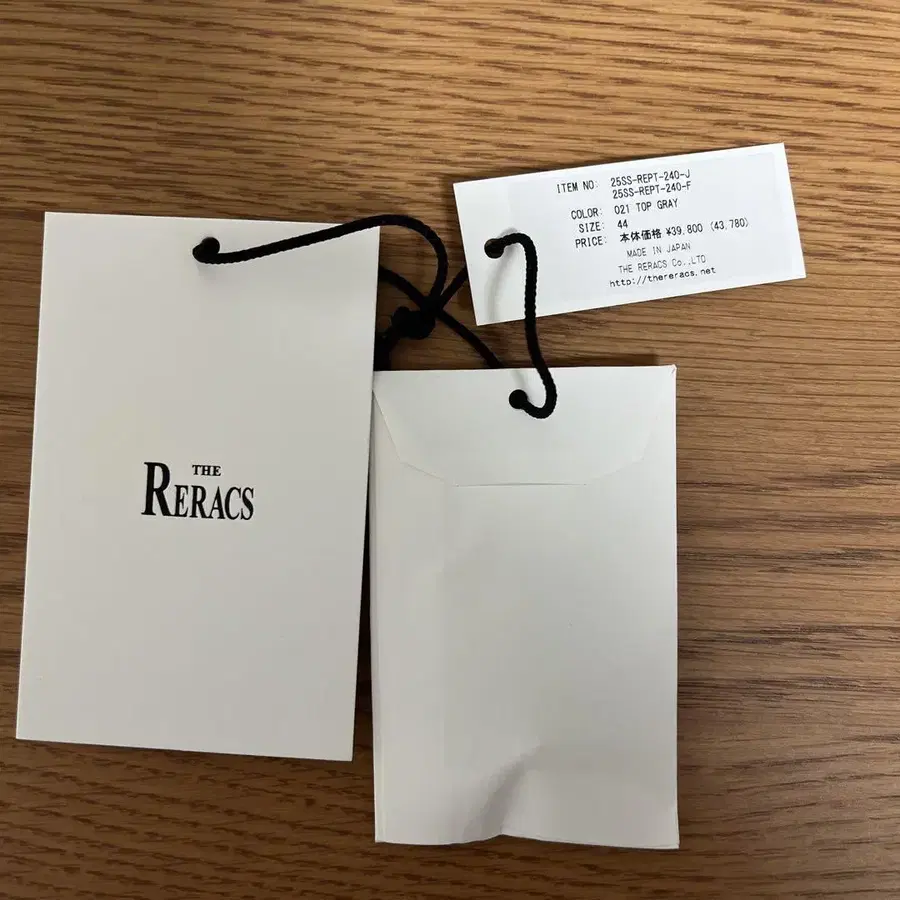 THE
RERACS
ITEM NO: 25SS-REPT-240-J
25SS-REPT-240-F
COLOR: 021 TOP GRAY
SIZE: 44
PRICE: 本体価格 ¥39,800 (43,780)
MADE IN JAPAN
THE RERACS Co.,LTD
http://thereracs.net